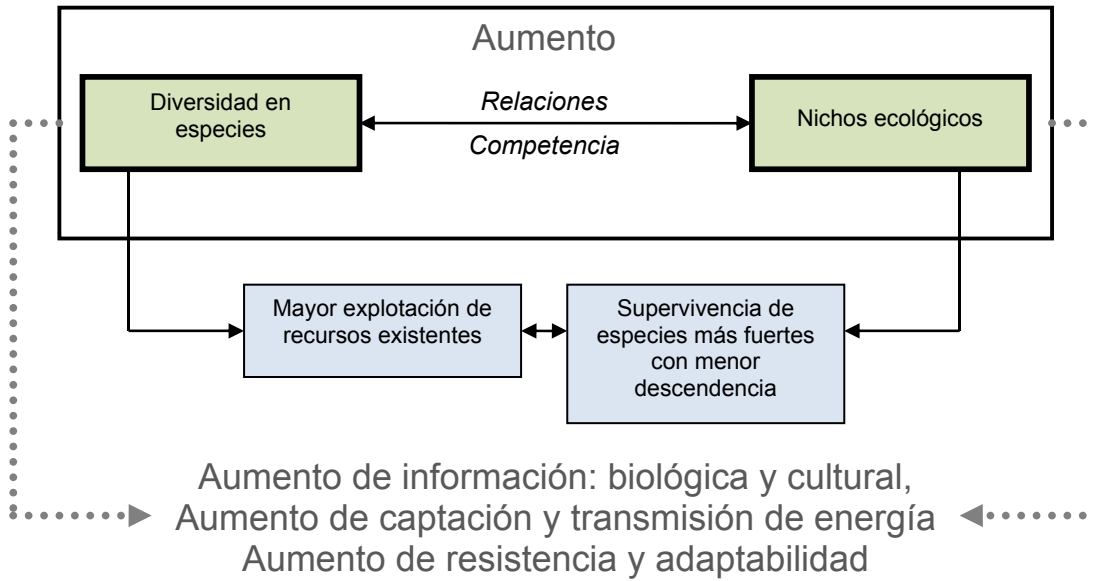 Aumento
Diversidad en
especies
Relaciones
Competencia
Nichos ecológicos
Mayor explotación de
recursos existentes
Supervivencia de
especies más fuertes
con menor
descendencia
Aumento de información: biológica y cultural,
Aumento de captación y transmisión de energía
Aumento de resistencia y adaptabilidad